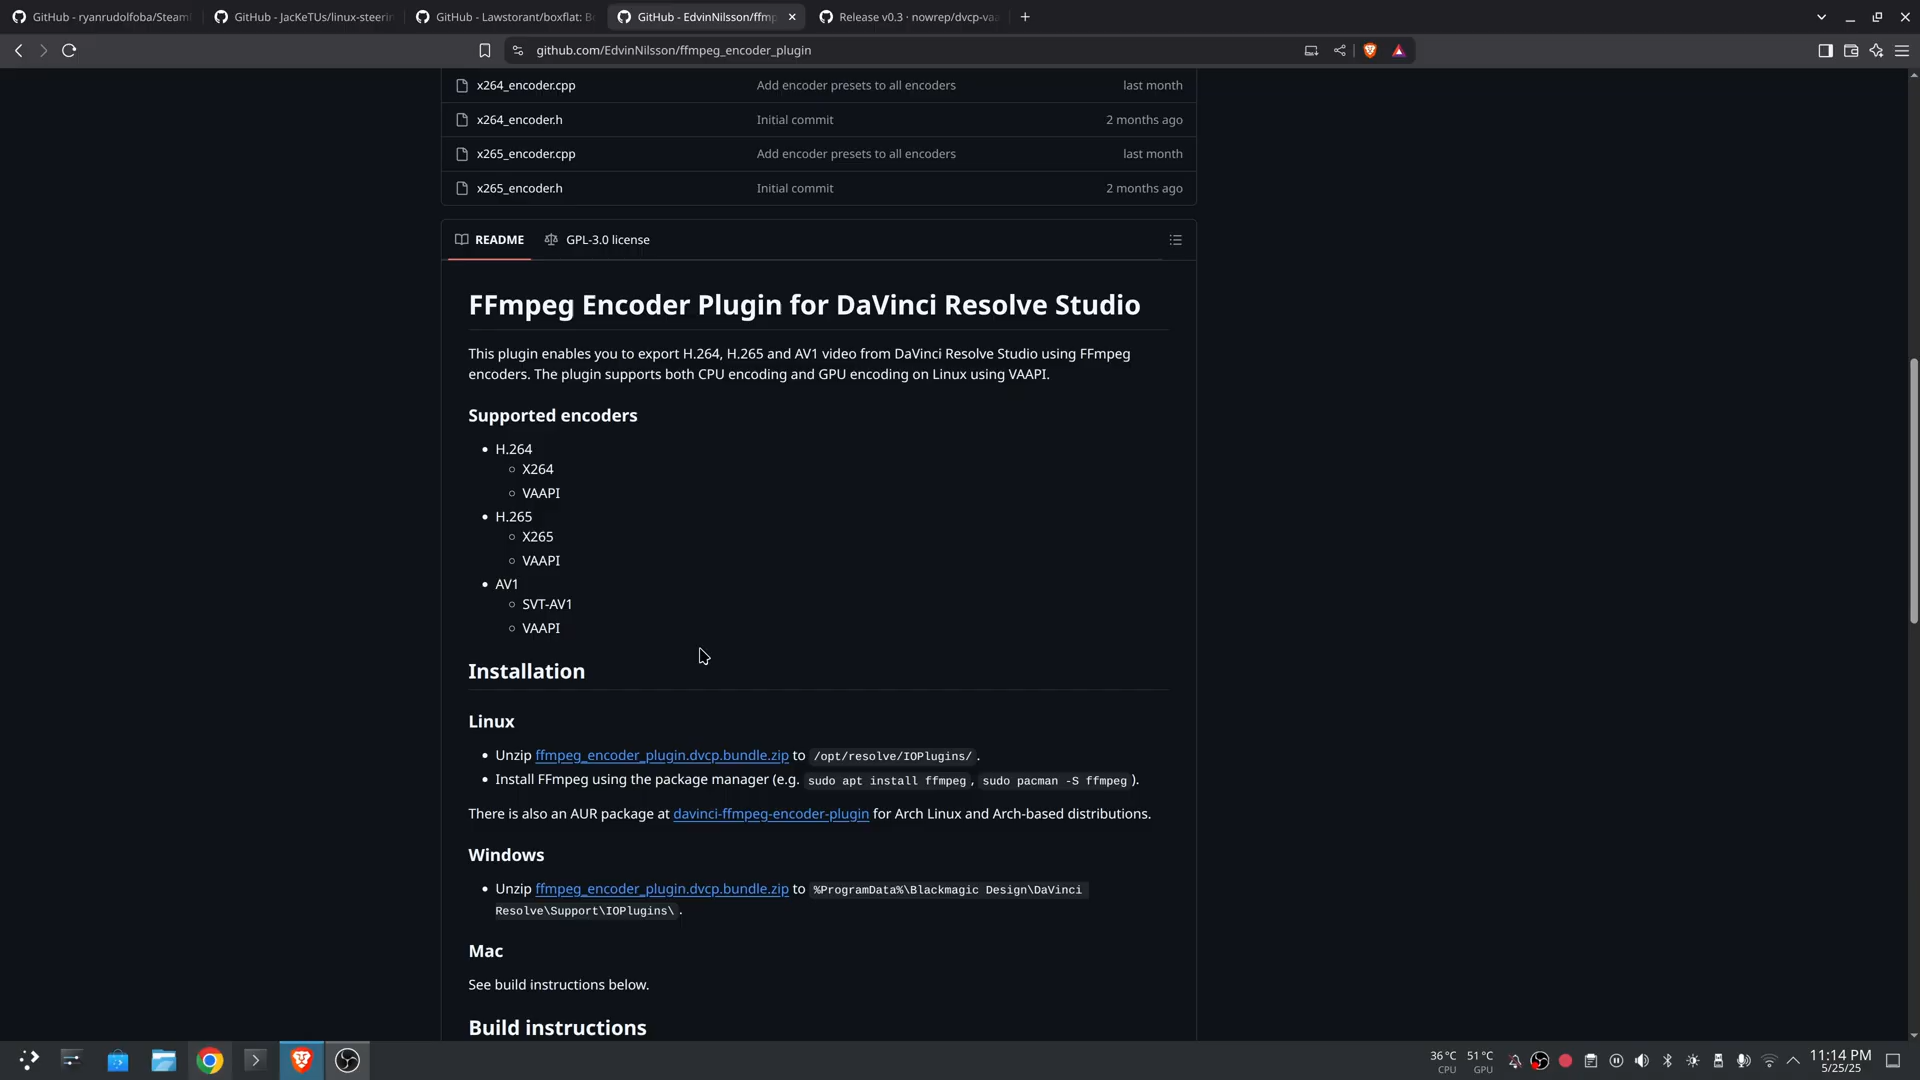 GitHub - ryanrudolfoba/Steam
GitHub - JacKeTUs/linux-steerin
GitHub - Lawstorant/boxflat: Bo
GitHub - EdvinNilsson/ffmp
Release v0.3 · nowrep/dvcp-vaa
github.com/EdvinNilsson/ffmpeg_encoder_plugin
x264_encoder.cpp Add encoder presets to all encoders last month
x264_encoder.h Initial commit 2 months ago
x265_encoder.cpp Add encoder presets to all encoders last month
x265_encoder.h Initial commit 2 months ago
README GPL-3.0 license
FFmpeg Encoder Plugin for DaVinci Resolve Studio
This plugin enables you to export H.264, H.265 and AV1 video from DaVinci Resolve Studio using FFmpeg
encoders. The plugin supports both CPU encoding and GPU encoding on Linux using VAAPI.
Supported encoders
• H.264
◦ X264
◦ VAAPI
• H.265
◦ X265
◦ VAAPI
• AV1
◦ SVT-AV1
◦ VAAPI
Installation
Linux
• Unzip ffmpeg_encoder_plugin.dvcp.bundle.zip to /opt/resolve/IOPlugins/.
• Install FFmpeg using the package manager (e.g. sudo apt install ffmpeg, sudo pacman -S ffmpeg).
There is also an AUR package at davinci-ffmpeg-encoder-plugin for Arch Linux and Arch-based distributions.
Windows
• Unzip ffmpeg_encoder_plugin.dvcp.bundle.zip to %ProgramData%\Blackmagic Design\DaVinci
Resolve\Support\IOPlugins\.
Mac
See build instructions below.
Build instructions
36°C 51°C
CPU GPU
11:14 PM
5/25/25